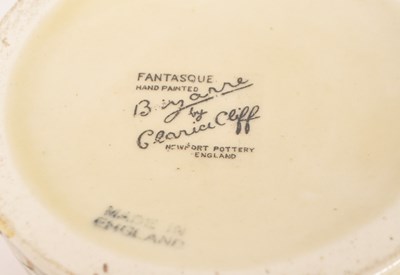 FANTASQUE
HAND PAINTED
Bizarre
by
Clarice Cliff
NEWPORT POTTERY
ENGLAND
MADE IN
ENGLAND